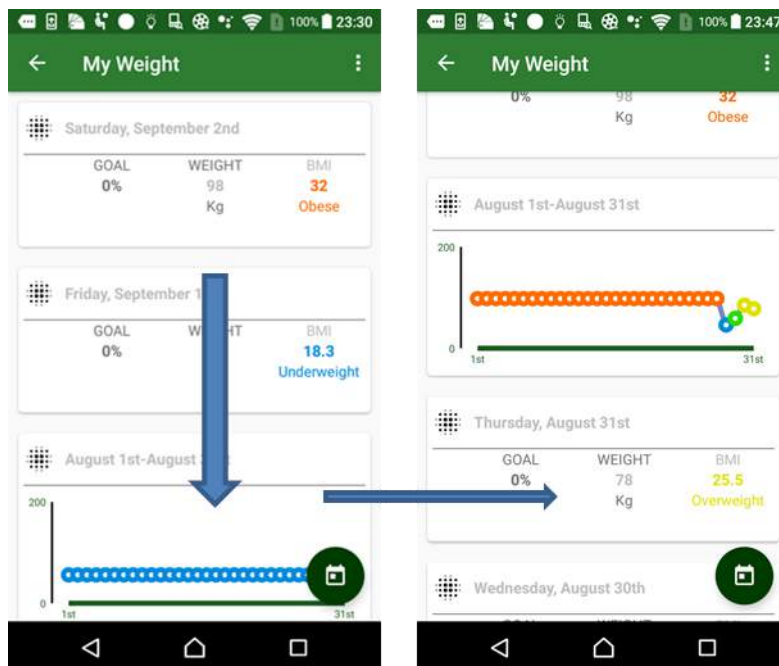 100% 23:30
My Weight
Saturday, September 2nd
GOAL WEIGHT BMI
0% 98 32
Kg Obese
Friday, September 1
GOAL BMI
0% 18.3
Underweight
August 1st-August
200
0
1st 31st
100% 23:47
My Weight
0% 98 32
Kg Obese
August 1st-August 31st
200
0
1st 31st
Thursday, August 31st
GOAL WEIGHT BMI
0% 78 25.5
Kg Overweight
Wednesday, August 30th